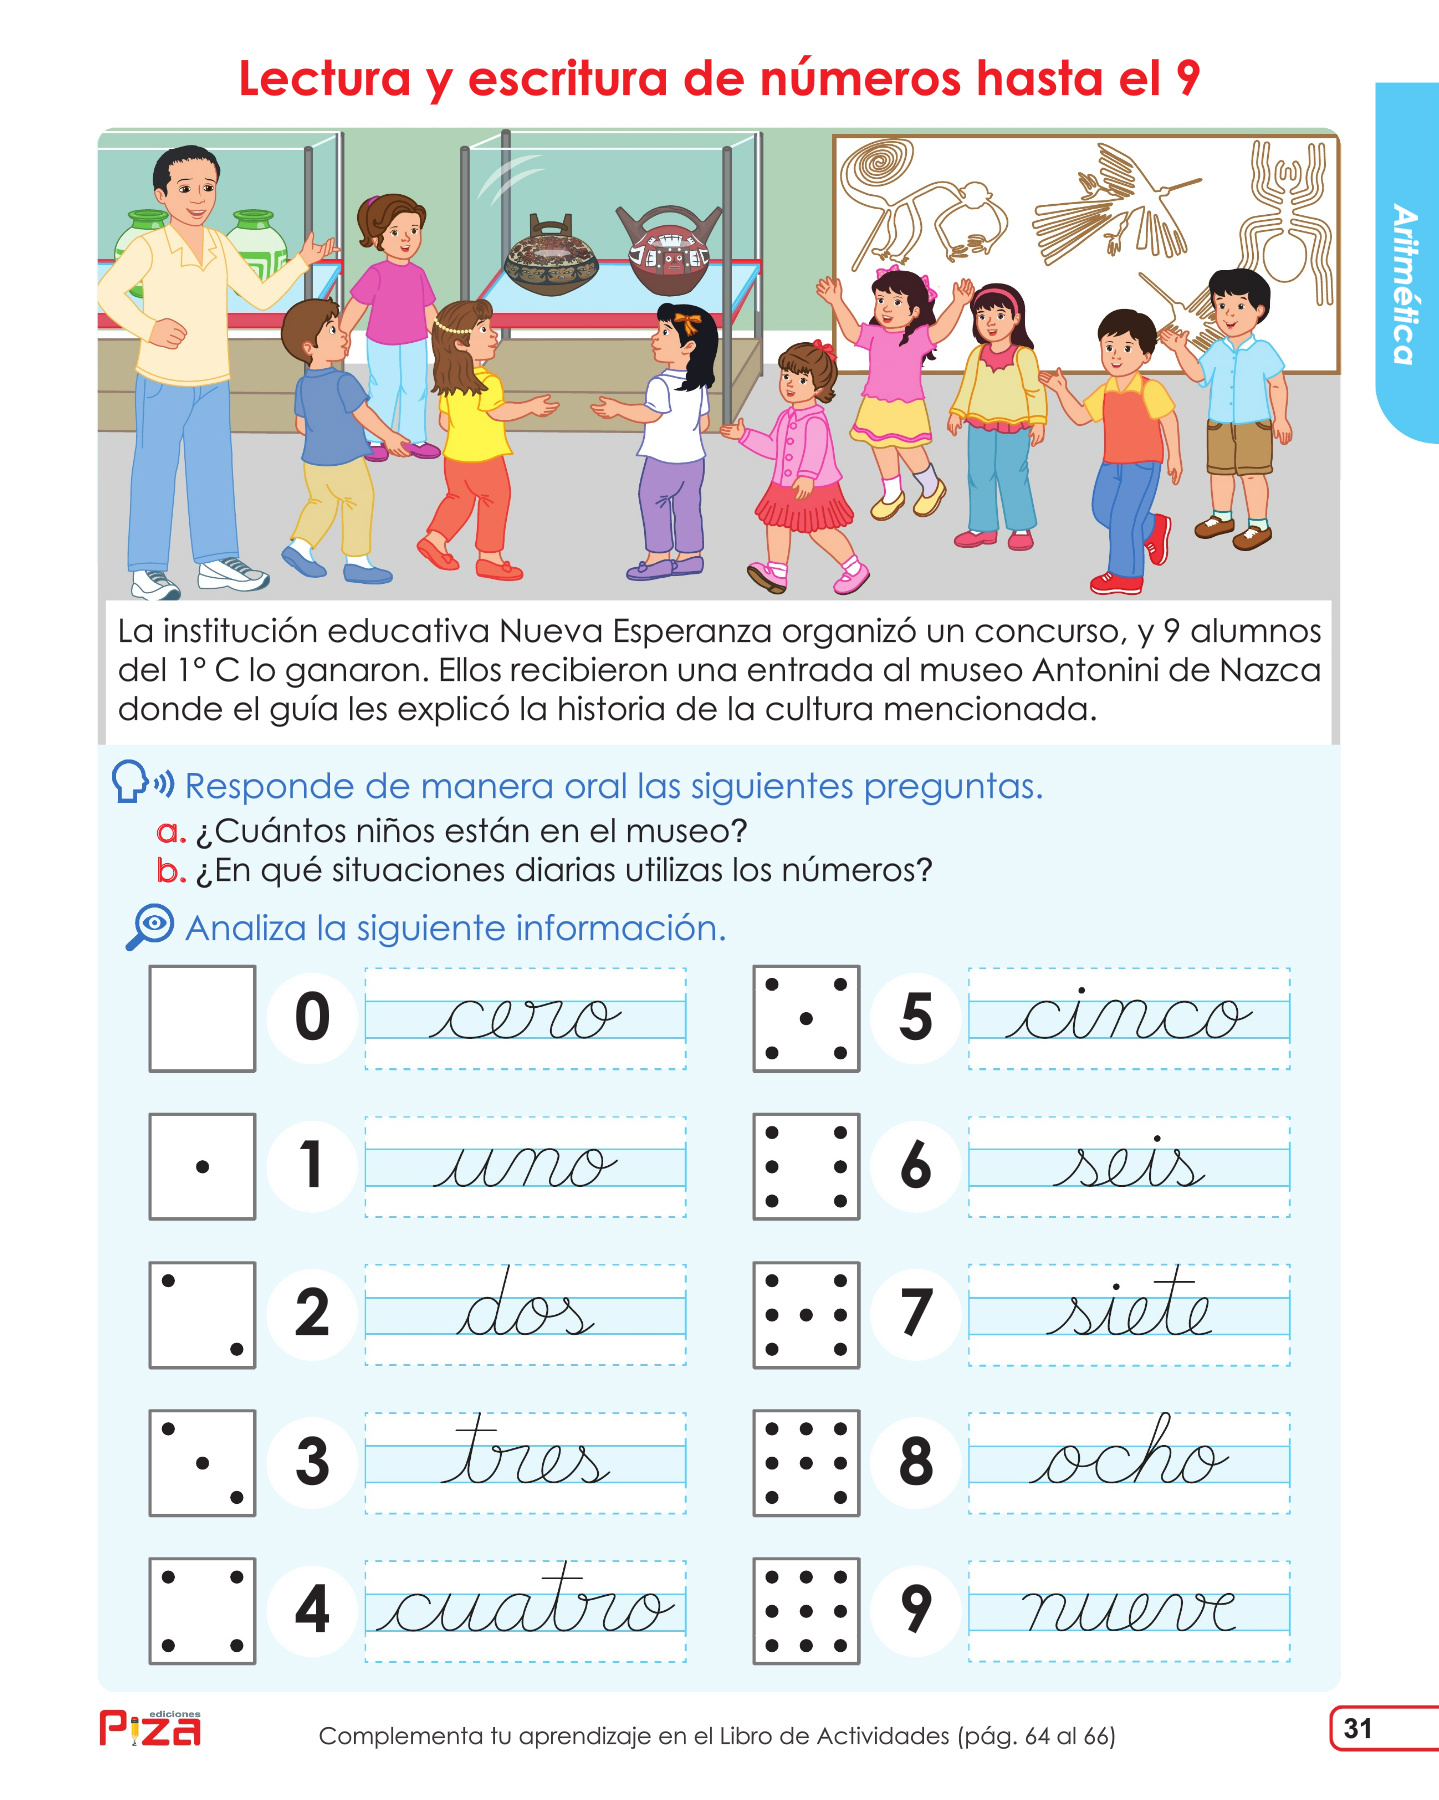 Lectura y escritura de números hasta el 9
Aritmética
La institución educativa Nueva Esperanza organizó un concurso, y 9 alumnos
del 1° C lo ganaron. Ellos recibieron una entrada al museo Antonini de Nazca
donde el guía les explicó la historia de la cultura mencionada.
Responde de manera oral las siguientes preguntas.
a. ¿Cuántos niños están en el museo?
b. ¿En qué situaciones diarias utilizas los números?
Analiza la siguiente información.
0 cero
5 cinco
1 uno
6 seis
2 dos
7 siete
3 tres
8 ocho
4 cuatro
9 nueve
ediciones
Piza
Complementa tu aprendizaje en el Libro de Actividades (pág. 64 al 66)
31